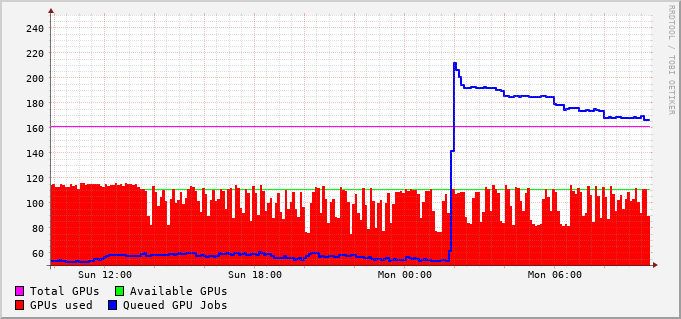 RRDTOOL / TOBI OETIKER
240
220
200
180
160
140
120
100
80
60
Sun 12:00 Sun 18:00 Mon 00:00 Mon 06:00
Total GPUs Available GPUs
GPUs used Queued GPU Jobs